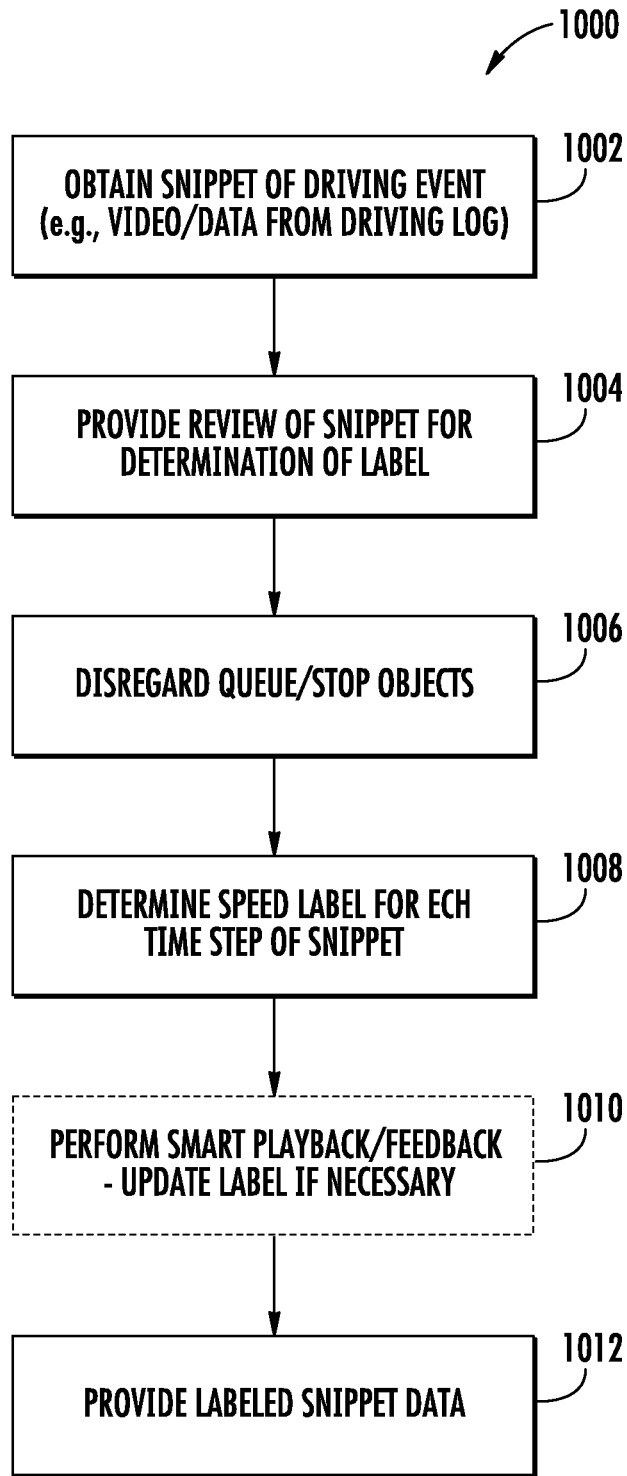 1000
1002
OBTAIN SNIPPET OF DRIVING EVENT
(e.g., VIDEO/DATA FROM DRIVING LOG)
1004
PROVIDE REVIEW OF SNIPPET FOR
DETERMINATION OF LABEL
1006
DISREGARD QUEUE/STOP OBJECTS
1008
DETERMINE SPEED LABEL FOR ECH
TIME STEP OF SNIPPET
1010
PERFORM SMART PLAYBACK/FEEDBACK
- UPDATE LABEL IF NECESSARY
1012
PROVIDE LABELED SNIPPET DATA